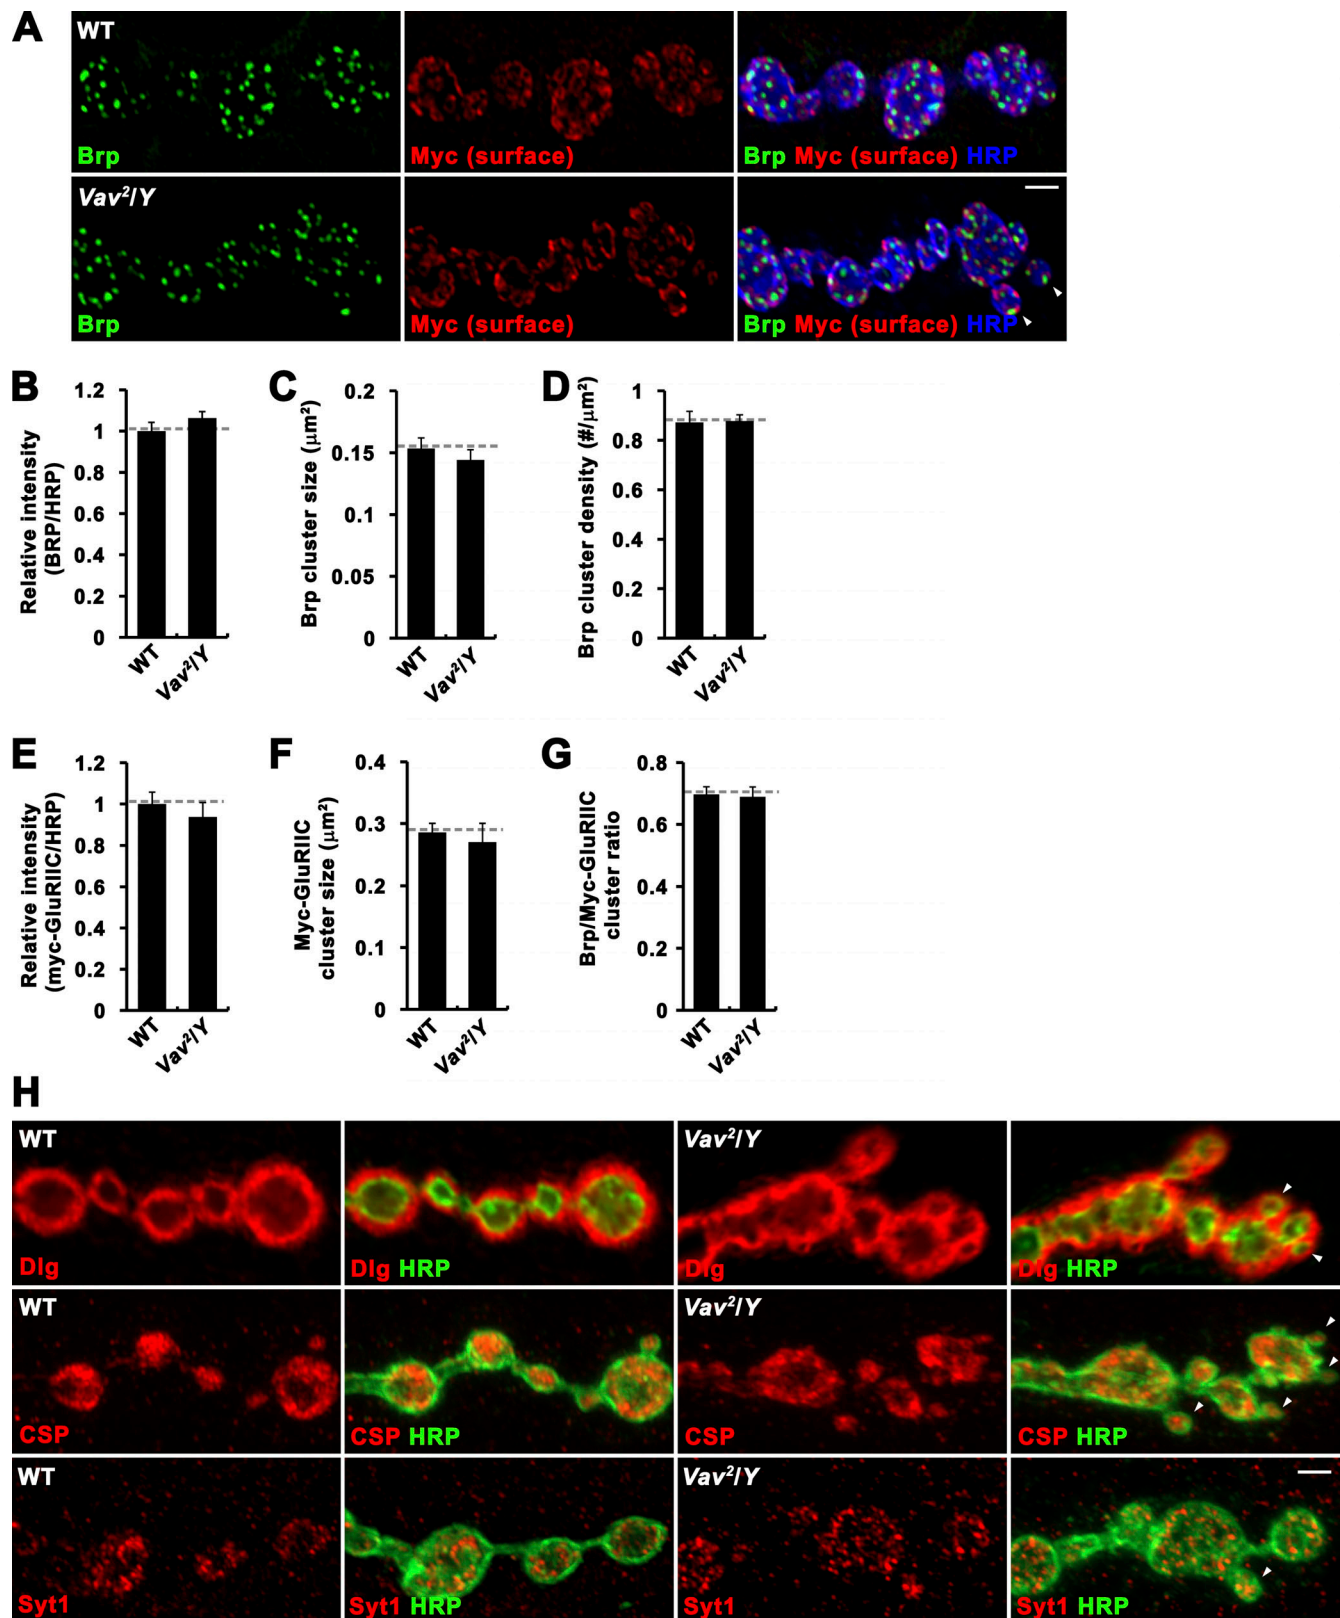 A
WT
Brp
Myc (surface)
Brp Myc (surface) HRP
Vav²/Y
Brp
Myc (surface)
Brp Myc (surface) HRP
B
Relative intensity
(BRP/HRP)
1.2
1
0.8
0.6
0.4
0.2
0
WT
Vav²/Y
C
Brp cluster size (μm²)
0.2
0.15
0.1
0.05
0
WT
Vav²/Y
D
Brp cluster density (#/μm²)
1
0.8
0.6
0.4
0.2
0
WT
Vav²/Y
E
Relative intensity
(myc-GluRIIC/HRP)
1.2
1
0.8
0.6
0.4
0.2
0
WT
Vav²/Y
F
Myc-GluRIIC
cluster size (μm²)
0.4
0.3
0.2
0.1
0
WT
Vav²/Y
G
Brp/Myc-GluRIIC
cluster ratio
0.8
0.6
0.4
0.2
0
WT
Vav²/Y
H
WT
Dlg
Dlg HRP
Vav²/Y
Dlg
Dlg HRP
WT
CSP
CSP HRP
Vav²/Y
CSP
CSP HRP
WT
Syt1
Syt1 HRP
Vav²/Y
Syt1
Syt1 HRP